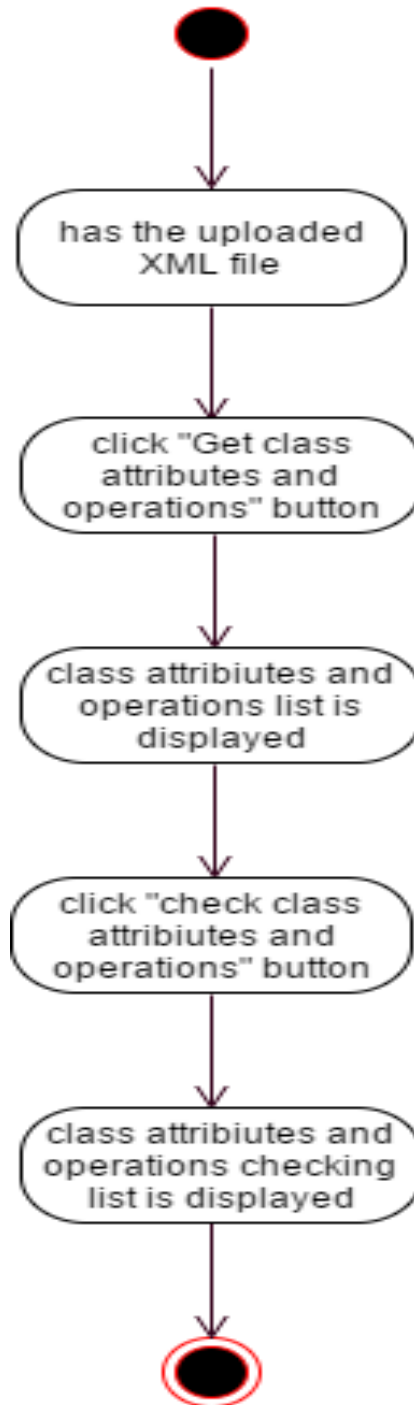 has the uploaded
XML file
click "Get class
attributes and
operations" button
class attribiutes and
operations list is
displayed
click "check class
attribiutes and
operations" button
class attribiutes and
operations checking
list is displayed